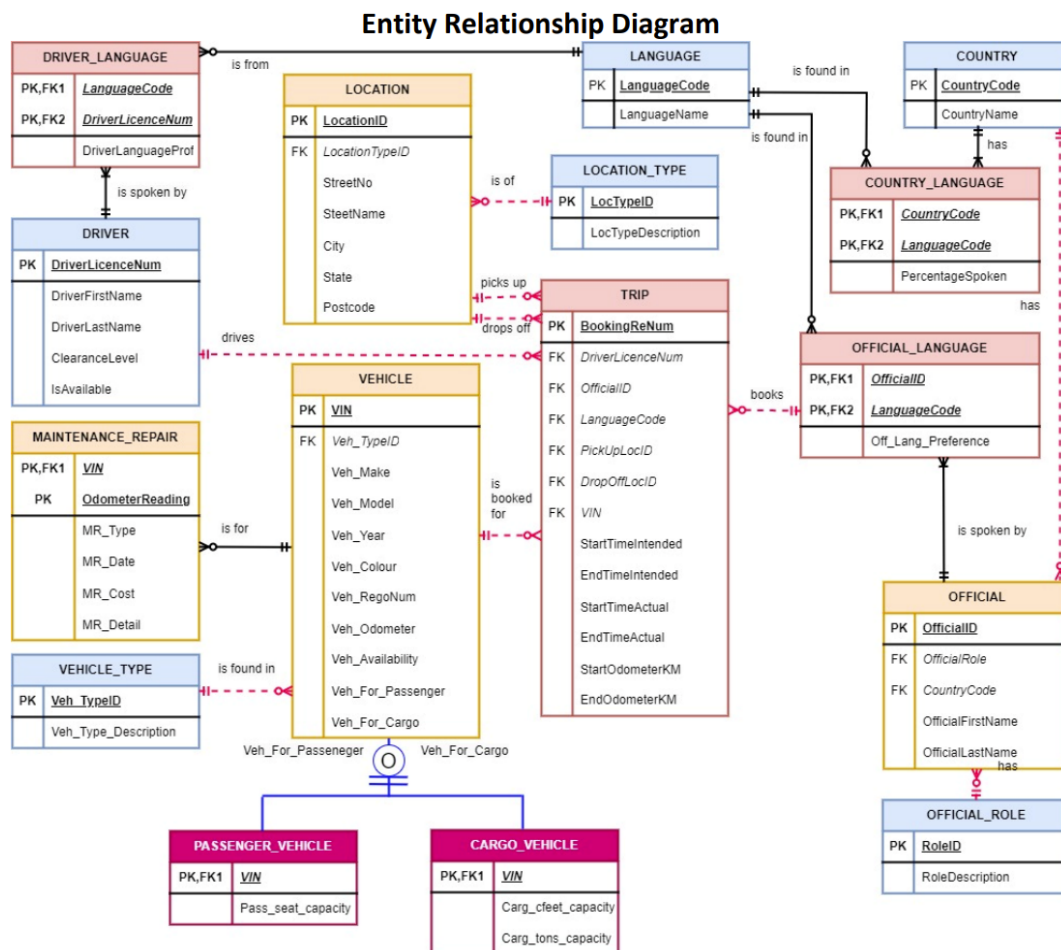 Entity Relationship Diagram
DRIVER_LANGUAGE
PK,FK1 LanguageCode
PK,FK2 DriverLicenceNum
DriverLanguageProf
is from
LANGUAGE
PK LanguageCode
LanguageName
is found in
is found in
COUNTRY
PK CountryCode
CountryName
has
LOCATION
PK LocationID
FK LocationTypeID
StreetNo
SteetName
City
State
Postcode
is of
LOCATION_TYPE
PK LocTypeID
LocTypeDescription
COUNTRY_LANGUAGE
PK,FK1 CountryCode
PK,FK2 LanguageCode
PercentageSpoken
has
is spoken by
DRIVER
PK DriverLicenceNum
DriverFirstName
DriverLastName
ClearanceLevel
IsAvailable
picks up
drops off
drives
TRIP
PK BookingReNum
FK DriverLicenceNum
FK OfficialID
FK LanguageCode
FK PickUpLocID
FK DropOffLocID
FK VIN
StartTimeIntended
EndTimeIntended
StartTimeActual
EndTimeActual
StartOdometerKM
EndOdometerKM
books
OFFICIAL_LANGUAGE
PK,FK1 OfficialID
PK,FK2 LanguageCode
Off_Lang_Preference
is spoken by
VEHICLE
PK VIN
FK Veh_TypeID
Veh_Make
Veh_Model
Veh_Year
Veh_Colour
Veh_RegoNum
Veh_Odometer
Veh_Availability
Veh_For_Passenger
Veh_For_Cargo
is
booked
for
MAINTENANCE_REPAIR
PK,FK1 VIN
PK OdometerReading
MR_Type
MR_Date
MR_Cost
MR_Detail
is for
VEHICLE_TYPE
PK Veh_TypeID
Veh_Type_Description
is found in
OFFICIAL
PK OfficialID
FK OfficialRole
FK CountryCode
OfficialFirstName
OfficialLastName
has
OFFICIAL_ROLE
PK RoleID
RoleDescription
Veh_For_Passeneger
O
Veh_For_Cargo
PASSENGER_VEHICLE
PK,FK1 VIN
Pass_seat_capacity
CARGO_VEHICLE
PK,FK1 VIN
Carg_cfeet_capacity
Carg_tons_capacity